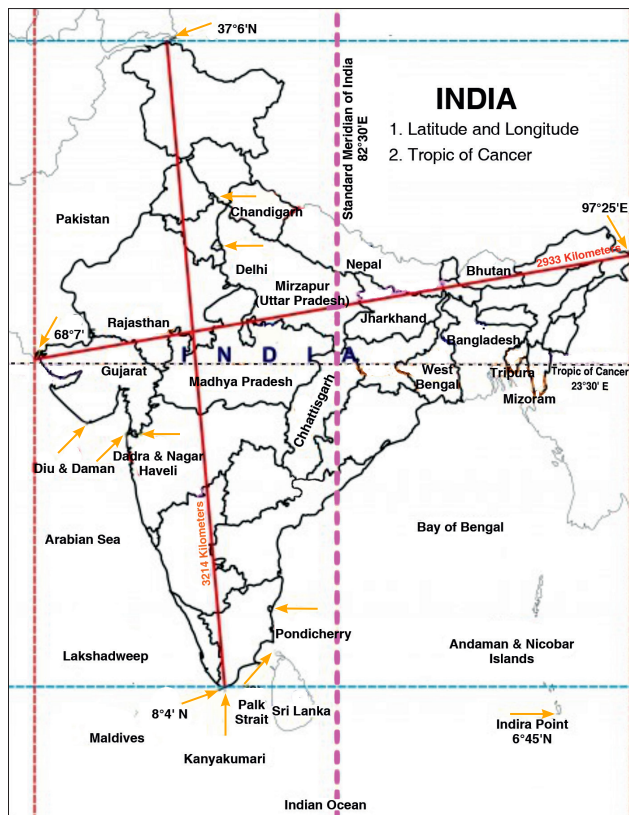 37°6'N
INDIA
1. Latitude and Longitude
2. Tropic of Cancer
Standard Meridian of India
82°30'E
97°25'E
Pakistan
Chandigarh
2933 Kilometers
Delhi
Nepal
Bhutan
Mirzapur
(Uttar Pradesh)
68°7' E
Rajasthan
Jharkhand
Bangladesh
I N D I A
Gujarat
Madhya Pradesh
Chhattisgarh
West
Bengal
Tripura
Tropic of Cancer
23°30' E
Mizoram
Diu & Daman
Dadra & Nagar
Haveli
3214 Kilometers
Arabian Sea
Bay of Bengal
Pondicherry
Lakshadweep
Andaman & Nicobar
Islands
8°4' N
Palk
Strait
Sri Lanka
Indira Point
6°45'N
Maldives
Kanyakumari
Indian Ocean